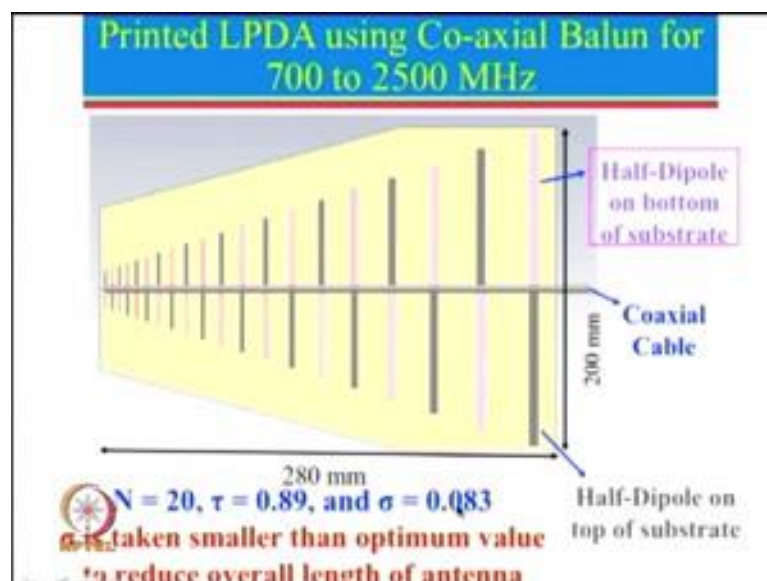 Printed LPDA using Co-axial Balun for
700 to 2500 MHz
Half-Dipole
on bottom
of substrate
Coaxial
Cable
200 mm
280 mm
N = 20, τ = 0.89, and σ = 0.083
Half-Dipole on
top of substrate
σ is taken smaller than optimum value
to reduce overall length of antenna